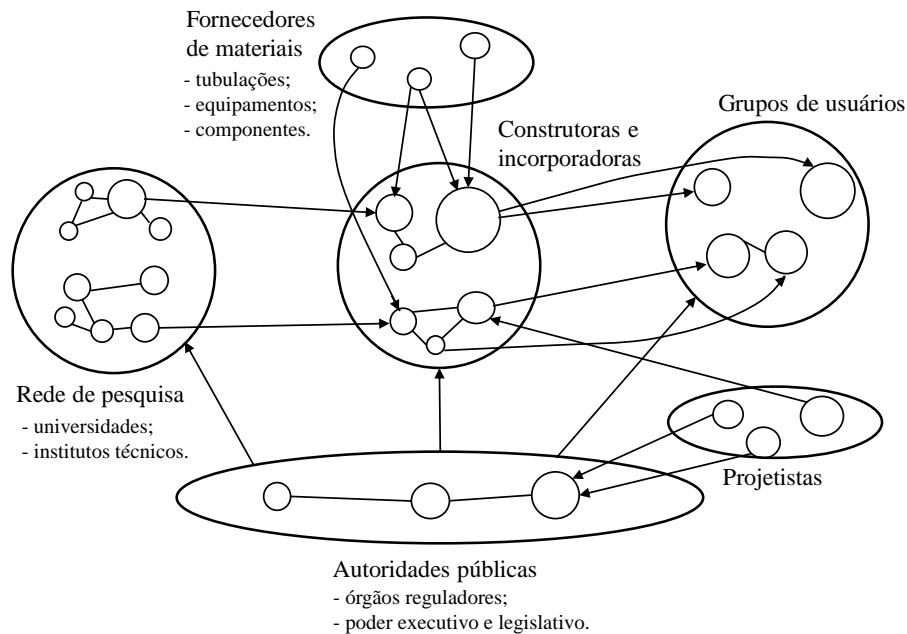 Fornecedores
de materiais
- tubulações;
- equipamentos;
- componentes.
Construtoras e
incorporadoras
Grupos de usuários
Rede de pesquisa
- universidades;
- institutos técnicos.
Projetistas
Autoridades públicas
- órgãos reguladores;
- poder executivo e legislativo.